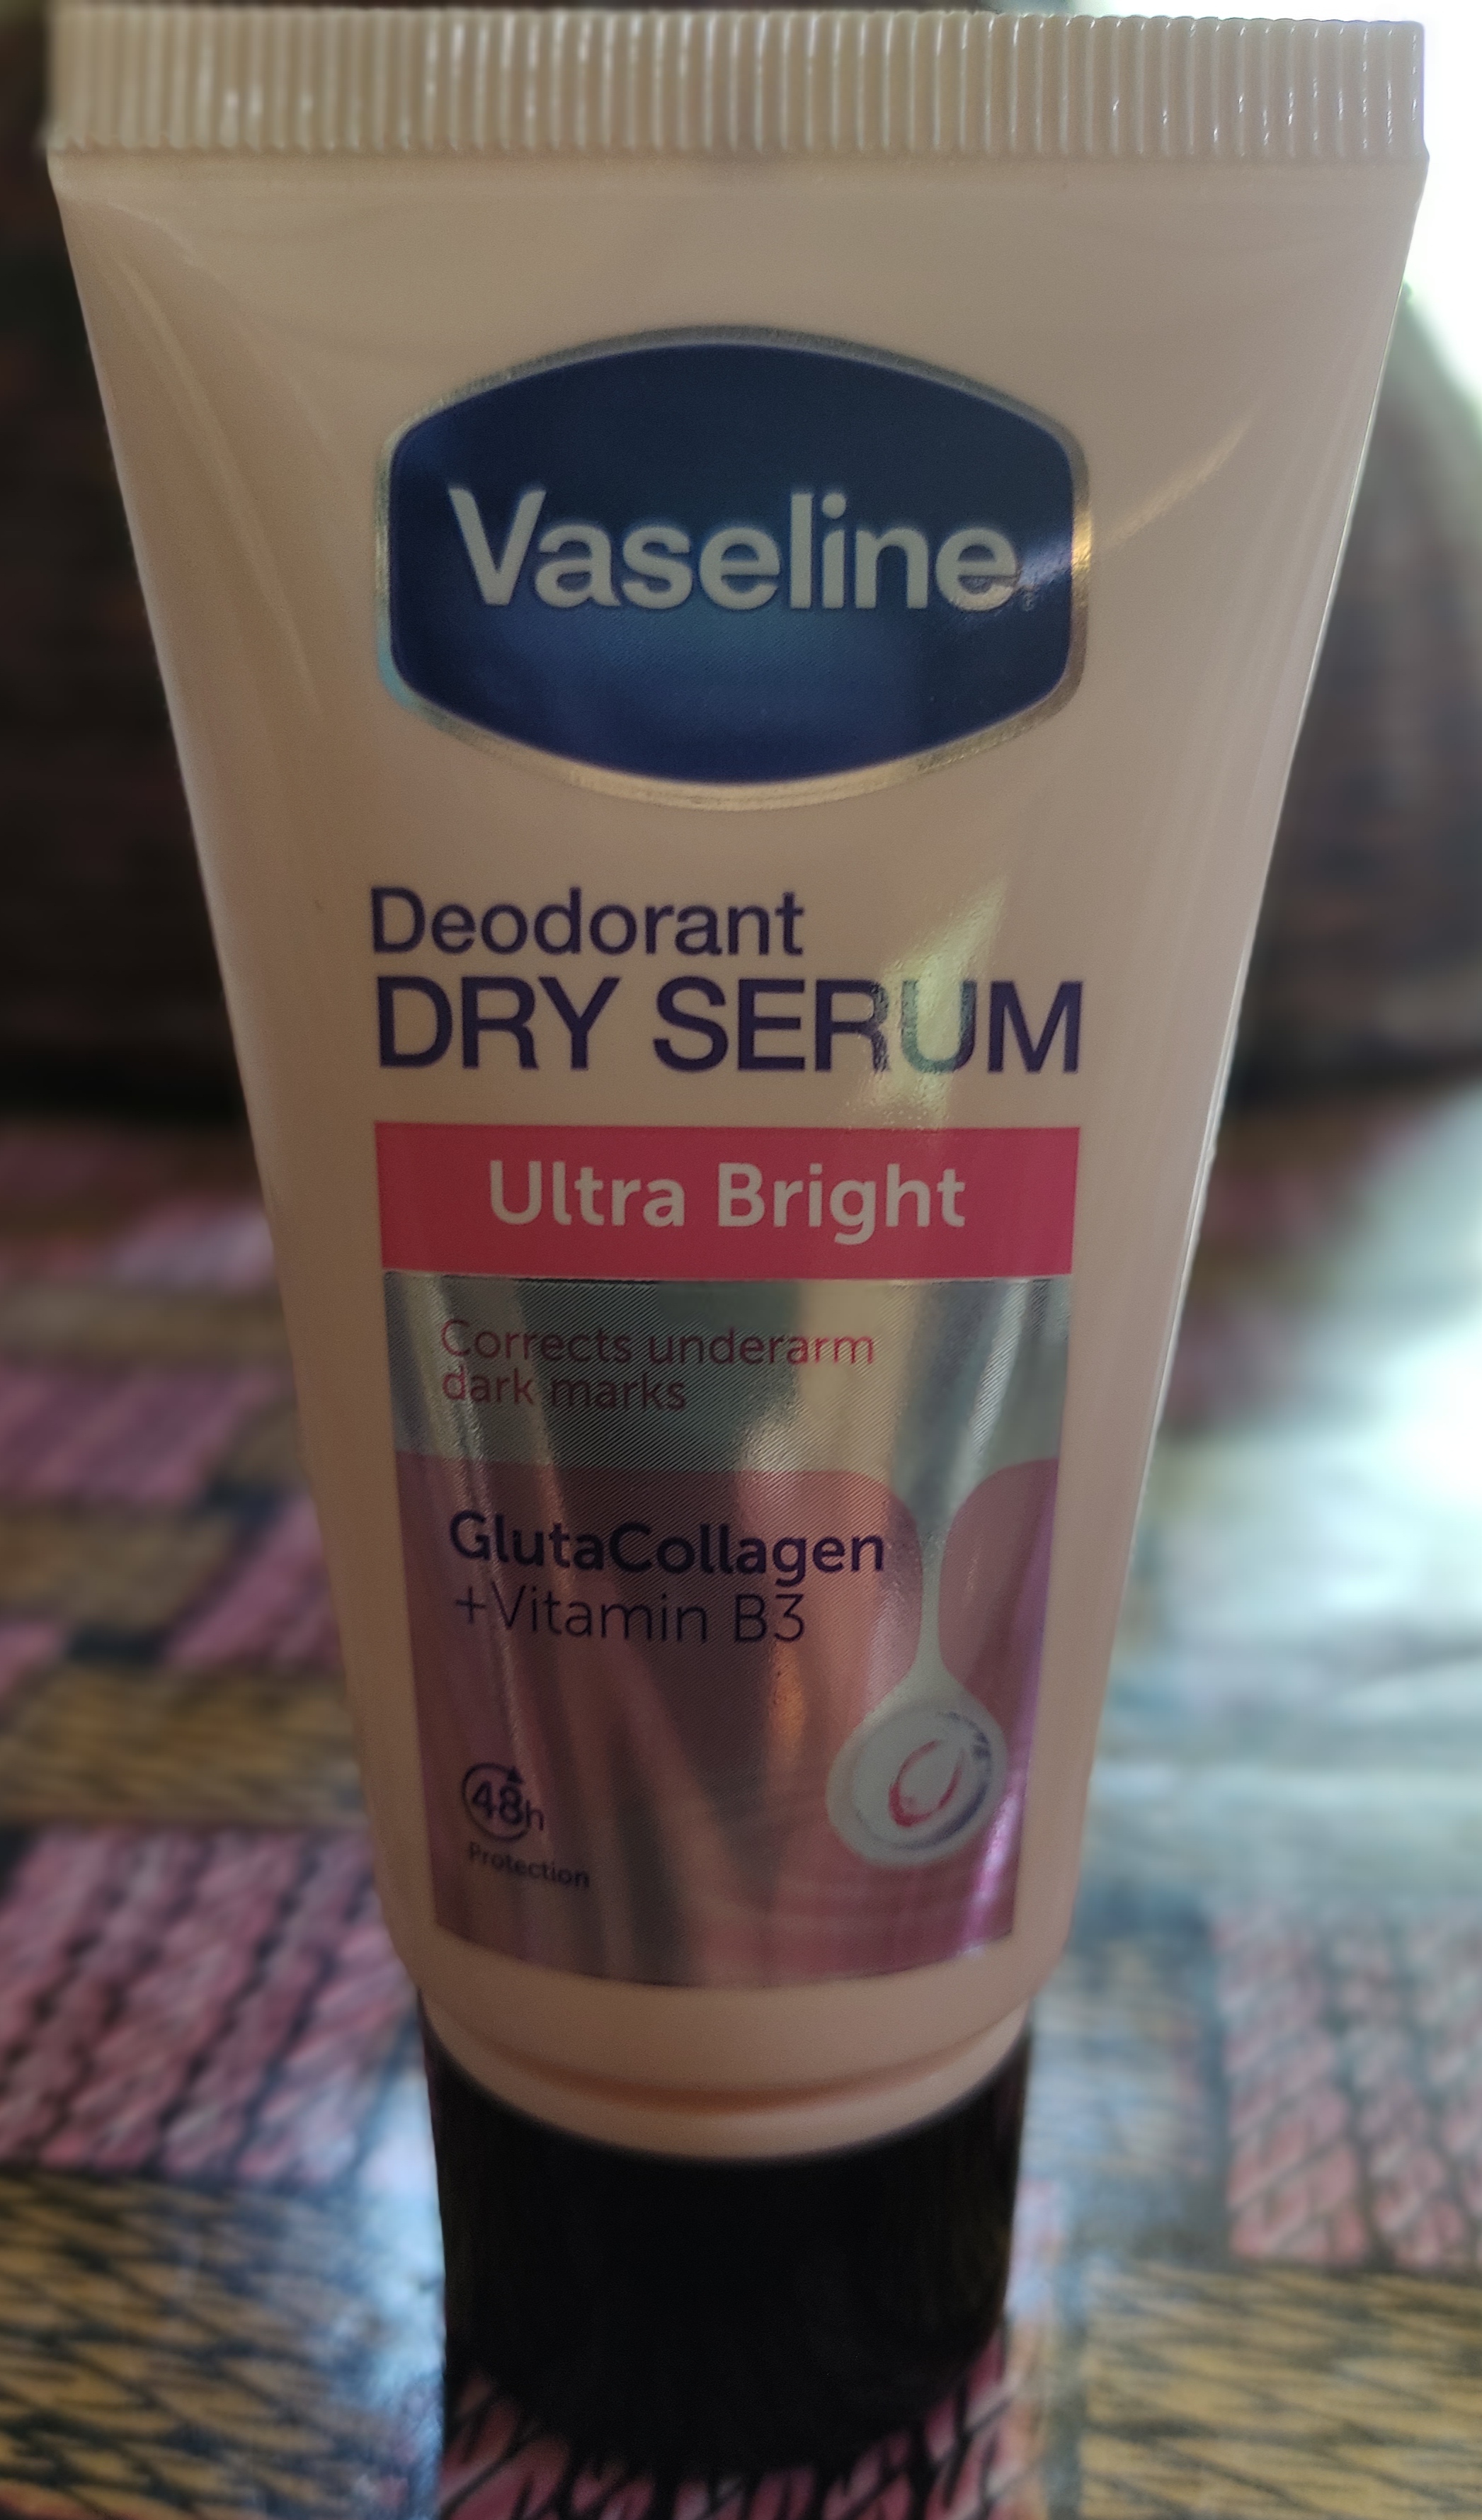 Vaseline
Deodorant
DRY SERUM
Ultra Bright
Corrects underarm
dark marks
GlutaCollagen
+Vitamin B3
48h
Protection